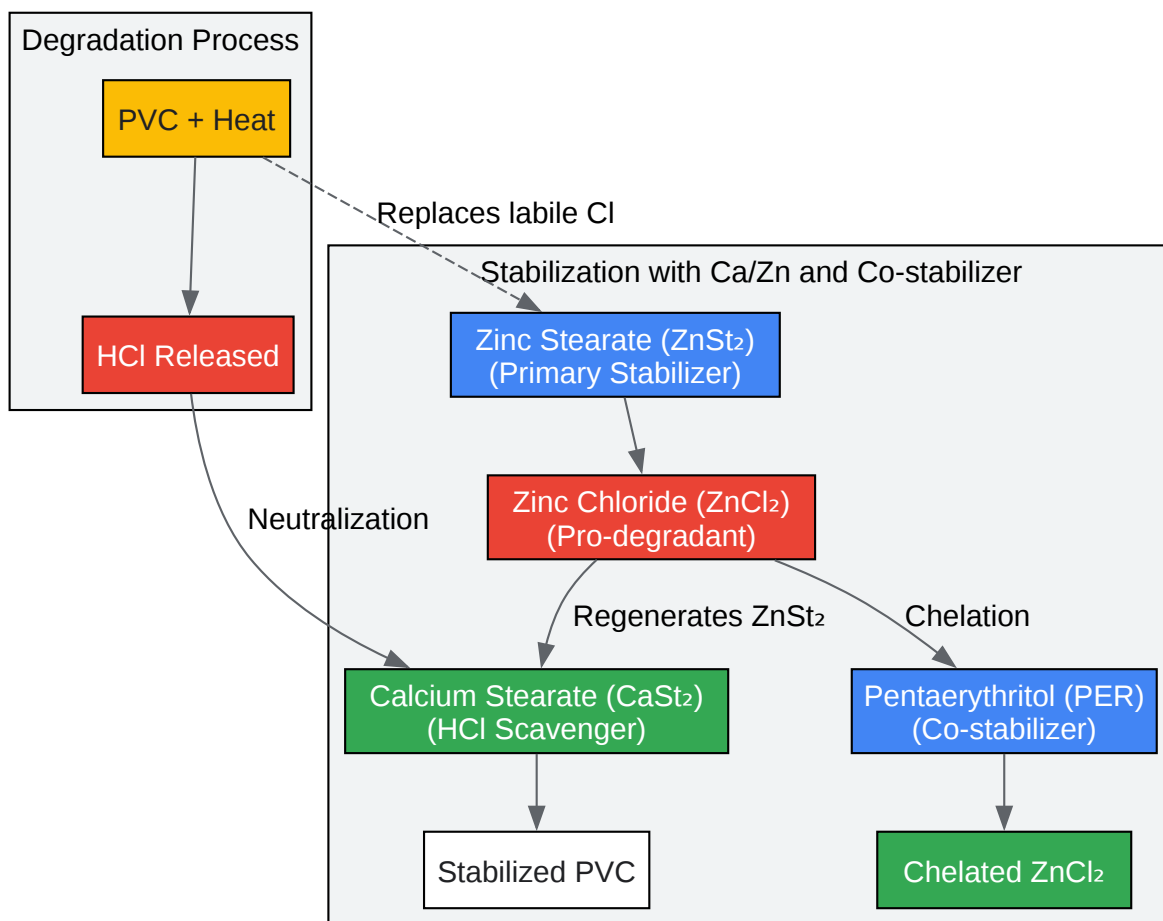 Degradation Process
PVC + Heat
Replaces labile Cl
Stabilization with Ca/Zn and Co-stabilizer
HCl Released
Zinc Stearate (ZnSt₂)
(Primary Stabilizer)
Zinc Chloride (ZnCl₂)
(Pro-degradant)
Neutralization
Regenerates ZnSt₂
Chelation
Calcium Stearate (CaSt₂)
(HCl Scavenger)
Pentaerythritol (PER)
(Co-stabilizer)
Stabilized PVC
Chelated ZnCl₂